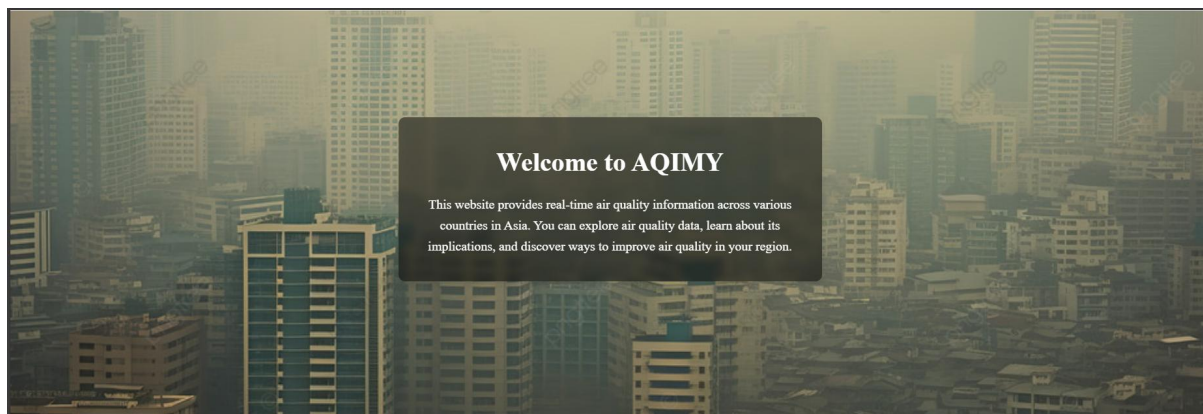 Welcome to AQIMY
This website provides real-time air quality information across various
countries in Asia. You can explore air quality data, learn about its
implications, and discover ways to improve air quality in your region.